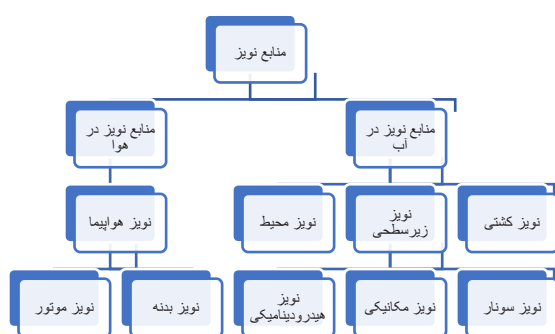 منابع نویز
منابع نویز در
آب
منابع نویز در
هوا
نویز کشتی
نویز
زیرسطحی
نویز محیط
نویز هواپیما
نویز سونار
نویز مکانیکی
نویز
هیدرودینامیکی
نویز بدنه
نویز موتور